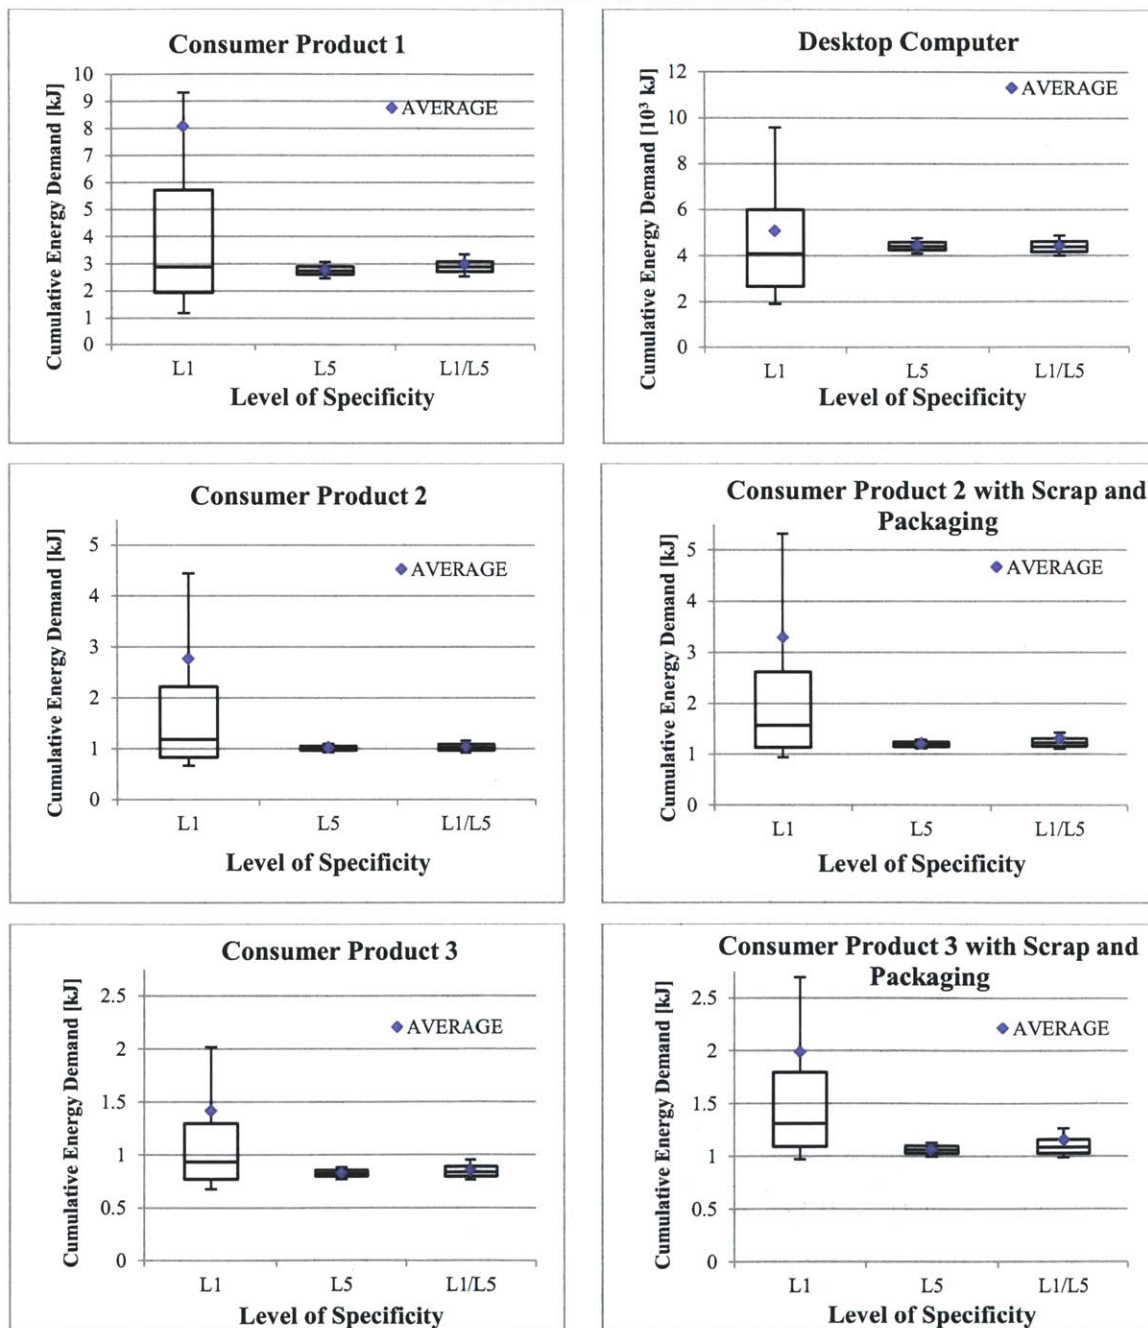 Consumer Product 1
Cumulative Energy Demand [kJ]
10
9
8
7
6
5
4
3
2
1
0
AVERAGE
L1 L5 L1/L5
Level of Specificity
Desktop Computer
Cumulative Energy Demand [10³ kJ]
12
10
8
6
4
2
0
AVERAGE
L1 L5 L1/L5
Level of Specificity
Consumer Product 2
Cumulative Energy Demand [kJ]
5
4
3
2
1
0
AVERAGE
L1 L5 L1/L5
Level of Specificity
Consumer Product 2 with Scrap and
Packaging
Cumulative Energy Demand [kJ]
5
4
3
2
1
0
AVERAGE
L1 L5 L1/L5
Level of Specificity
Consumer Product 3
Cumulative Energy Demand [kJ]
2.5
2
1.5
1
0.5
0
AVERAGE
L1 L5 L1/L5
Level of Specificity
Consumer Product 3 with Scrap and
Packaging
Cumulative Energy Demand [kJ]
2.5
2
1.5
1
0.5
0
AVERAGE
L1 L5 L1/L5
Level of Specificity